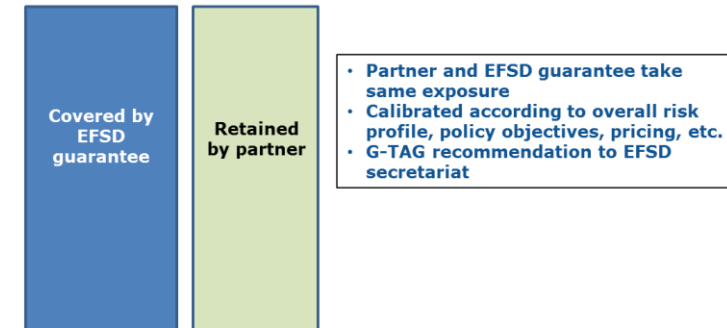 Covered by
EFSD
guarantee
Retained
by partner
• Partner and EFSD guarantee take
same exposure
• Calibrated according to overall risk
profile, policy objectives, pricing, etc.
• G-TAG recommendation to EFSD
secretariat